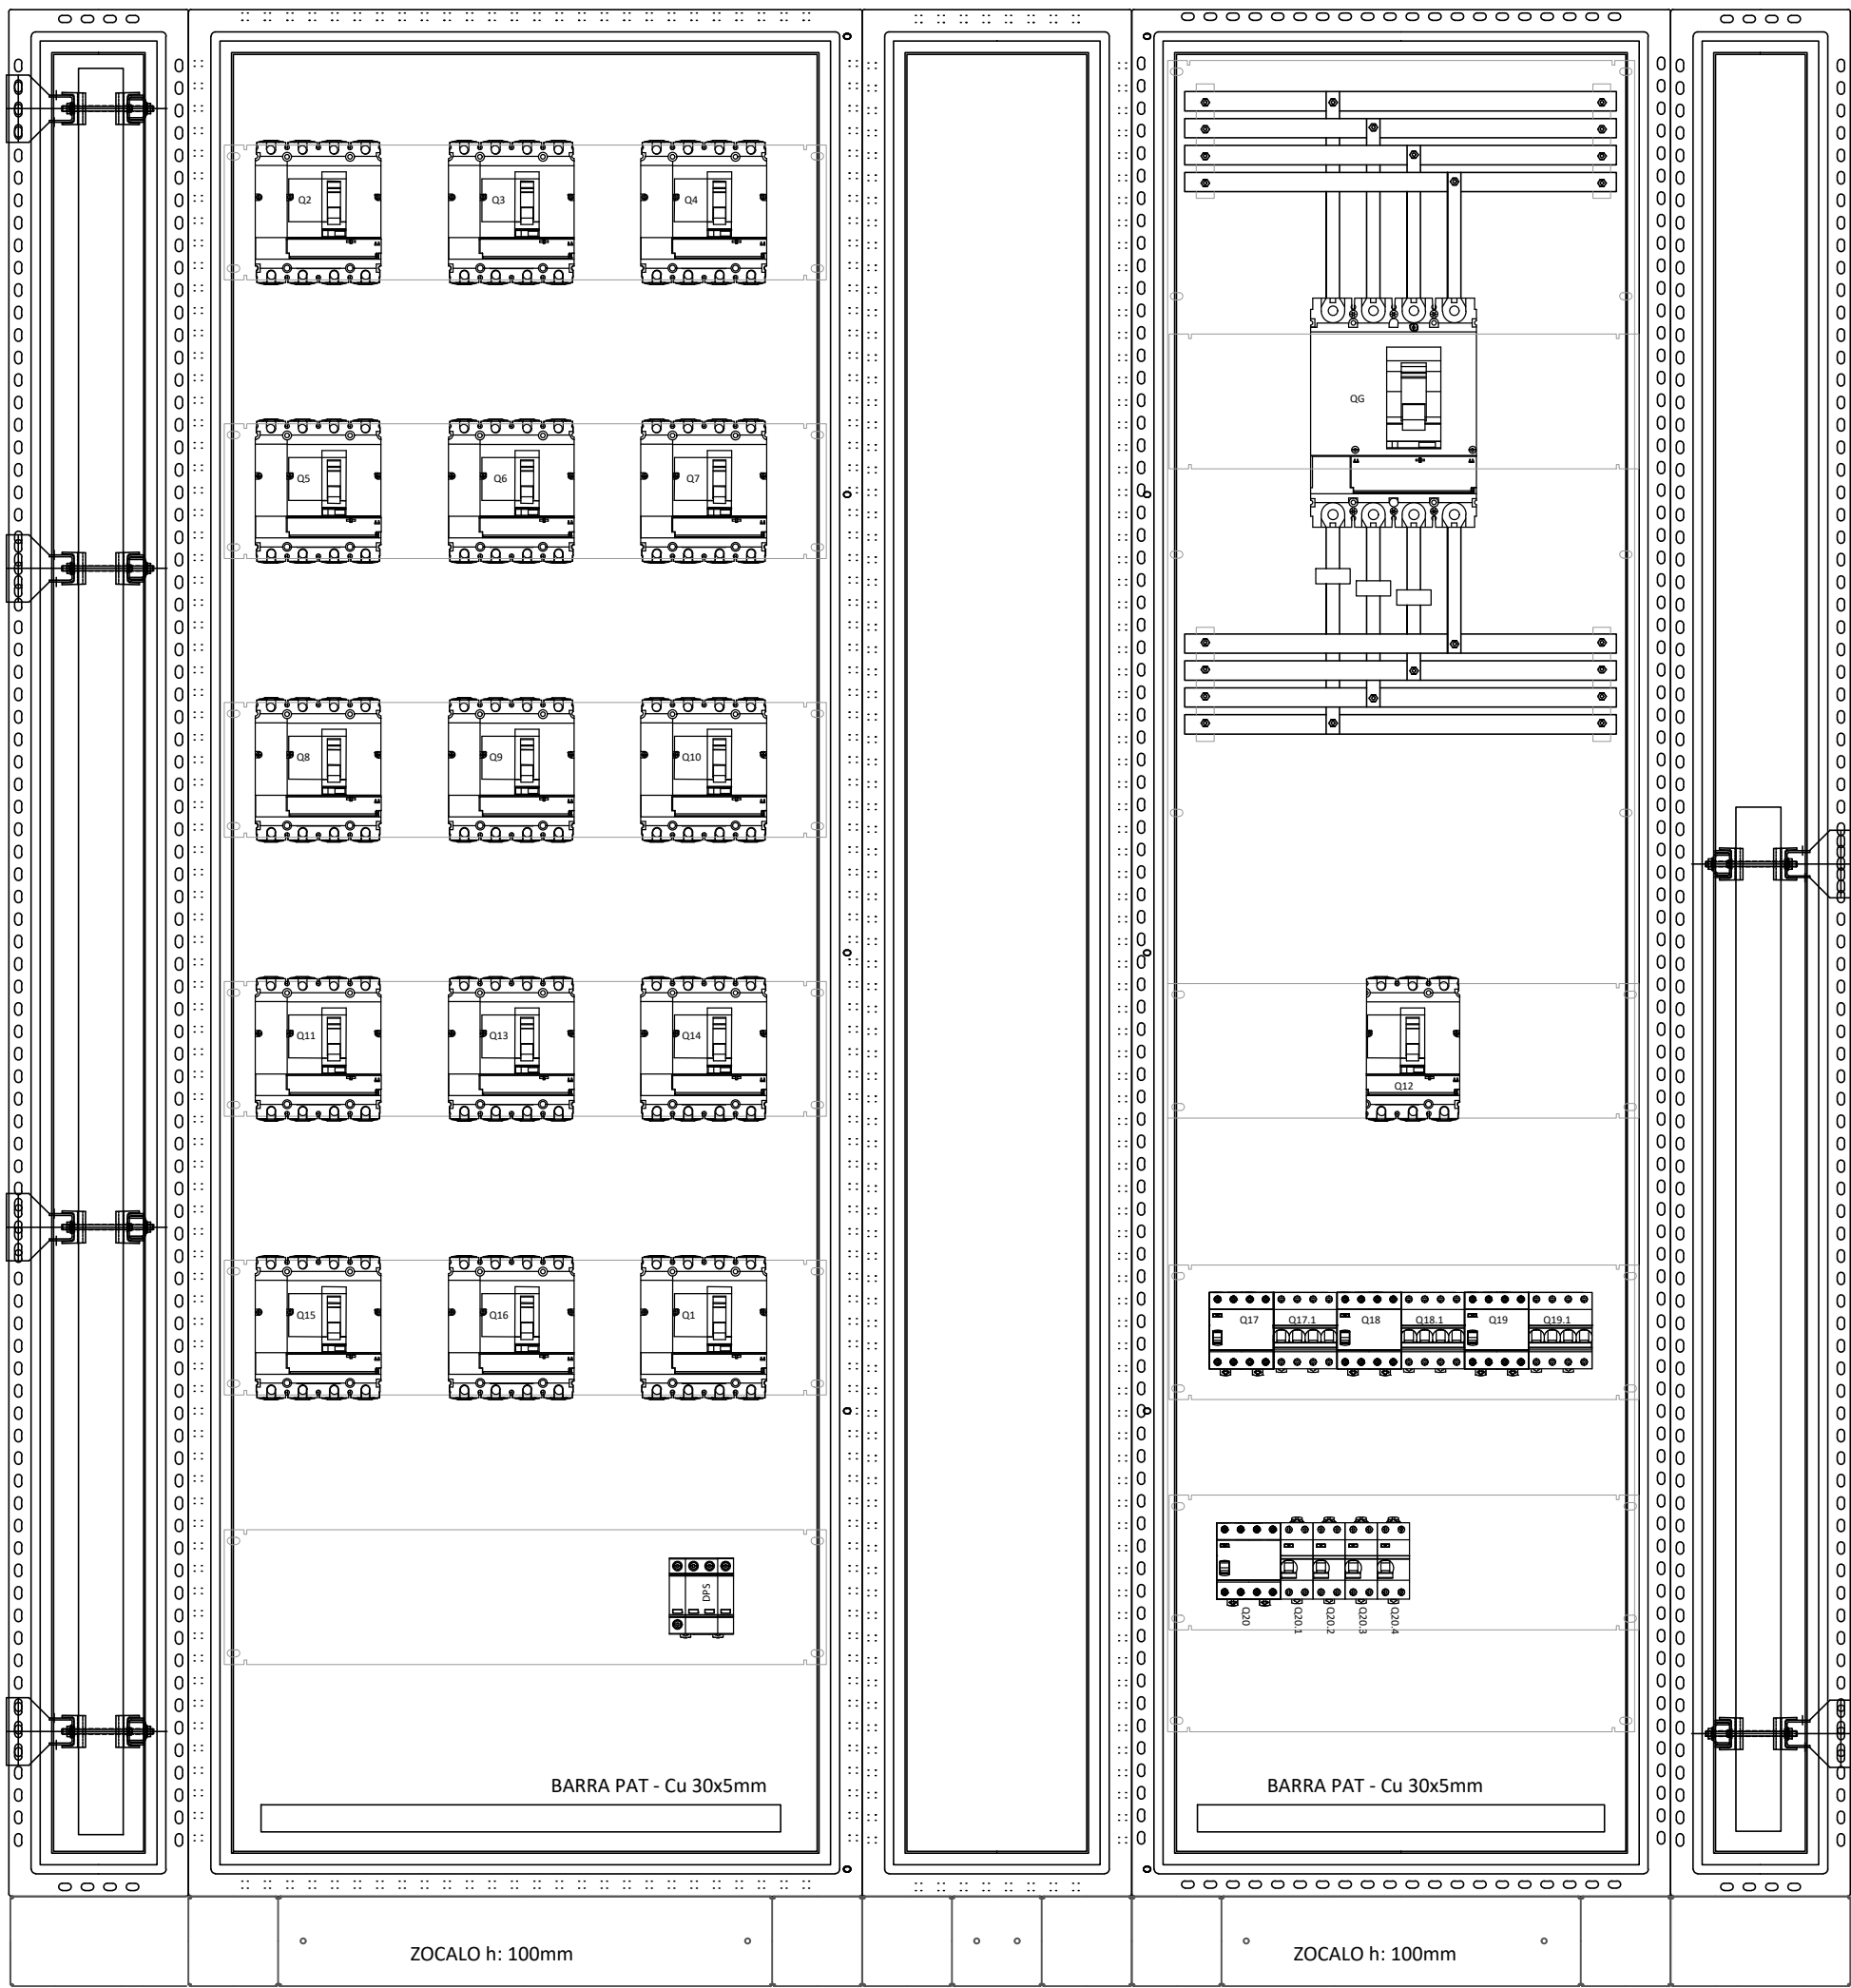 Q2 Q3 Q4
QG
Q5 Q6 Q7
Q8 Q9 Q10
Q11 Q13 Q14
Q12
Q15 Q16 Q1
Q17 Q17.1 Q18 Q18.1 Q19 Q19.1
DPS
Q20 Q20.1 Q20.2 Q20.3 Q20.4
BARRA PAT - Cu 30x5mm
BARRA PAT - Cu 30x5mm
ZOCALO h: 100mm
ZOCALO h: 100mm